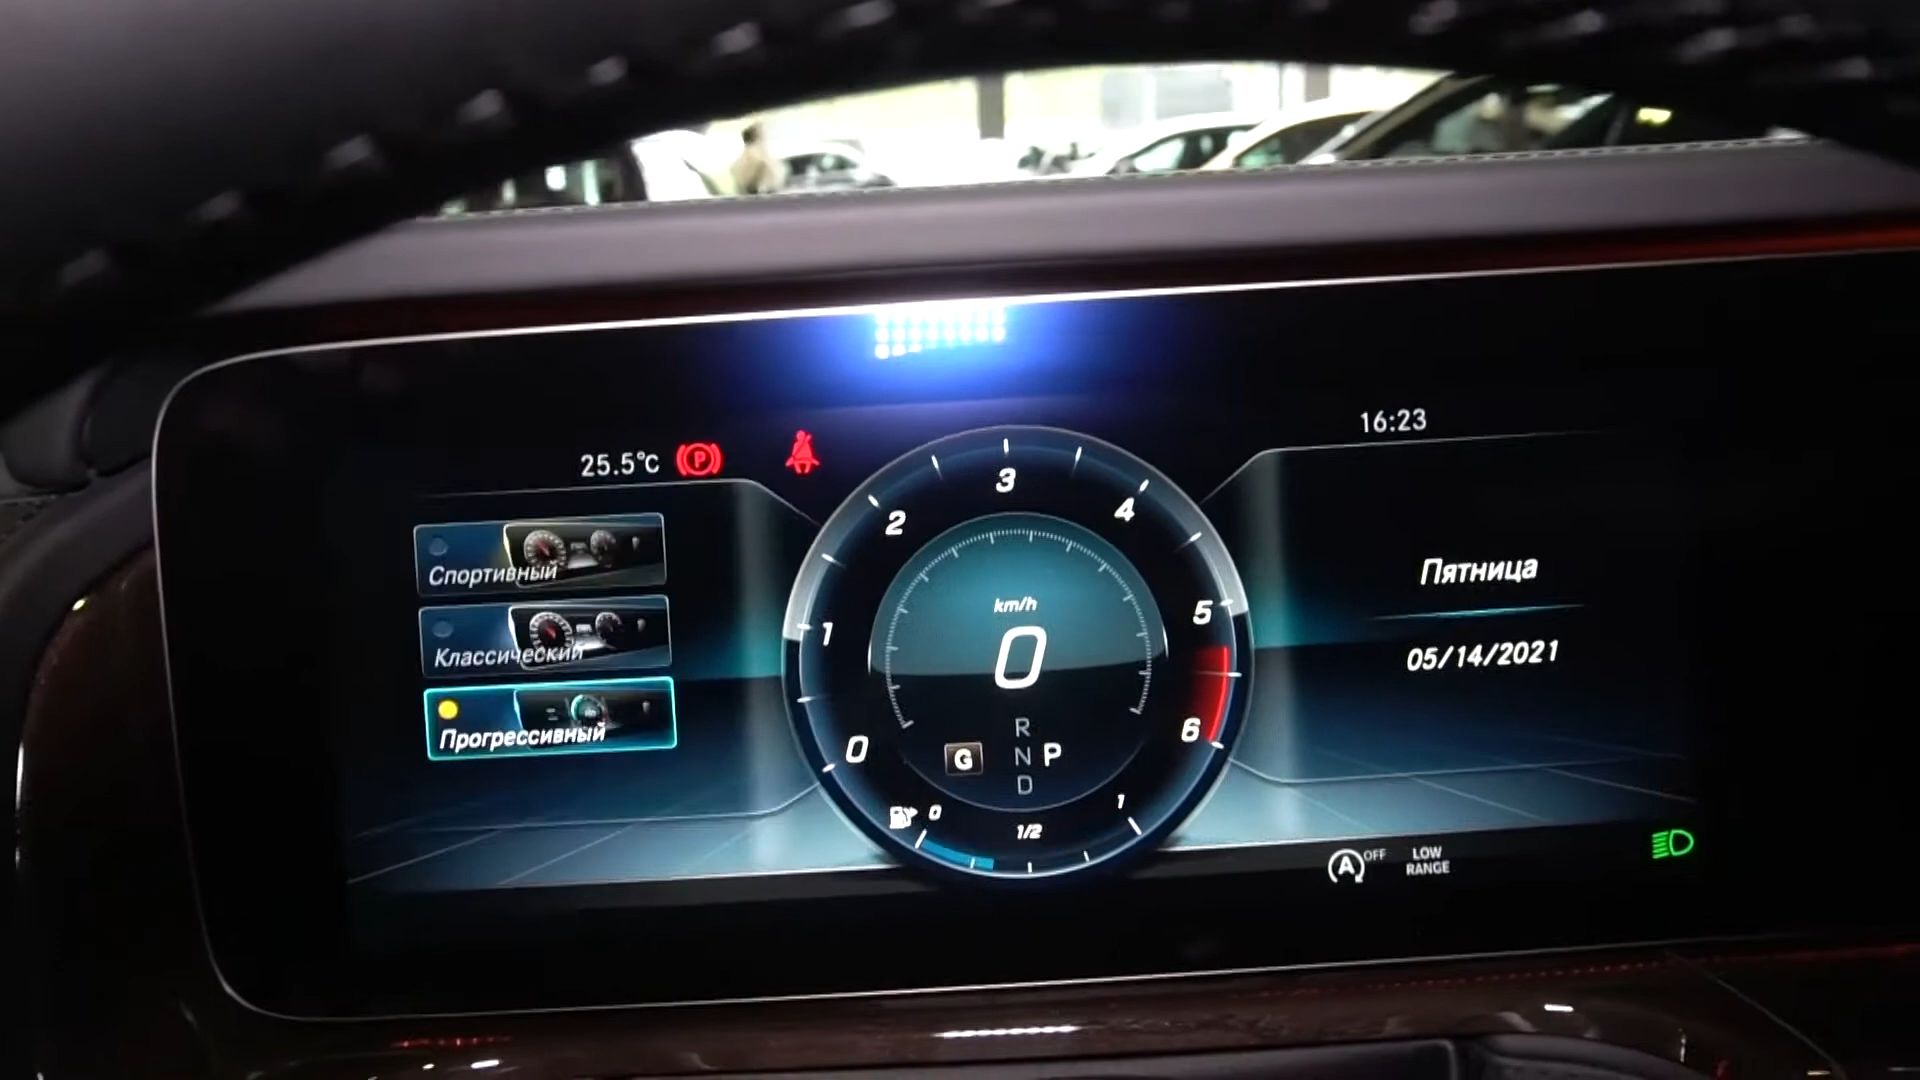 16:23
25.5°C
P
Спортивный
Классический
Прогрессивный
3
2
4
1
5
0
6
km/h
0
R
G
N
P
D
0
1/2
1
Пятница
05/14/2021
A OFF
LOW
RANGE